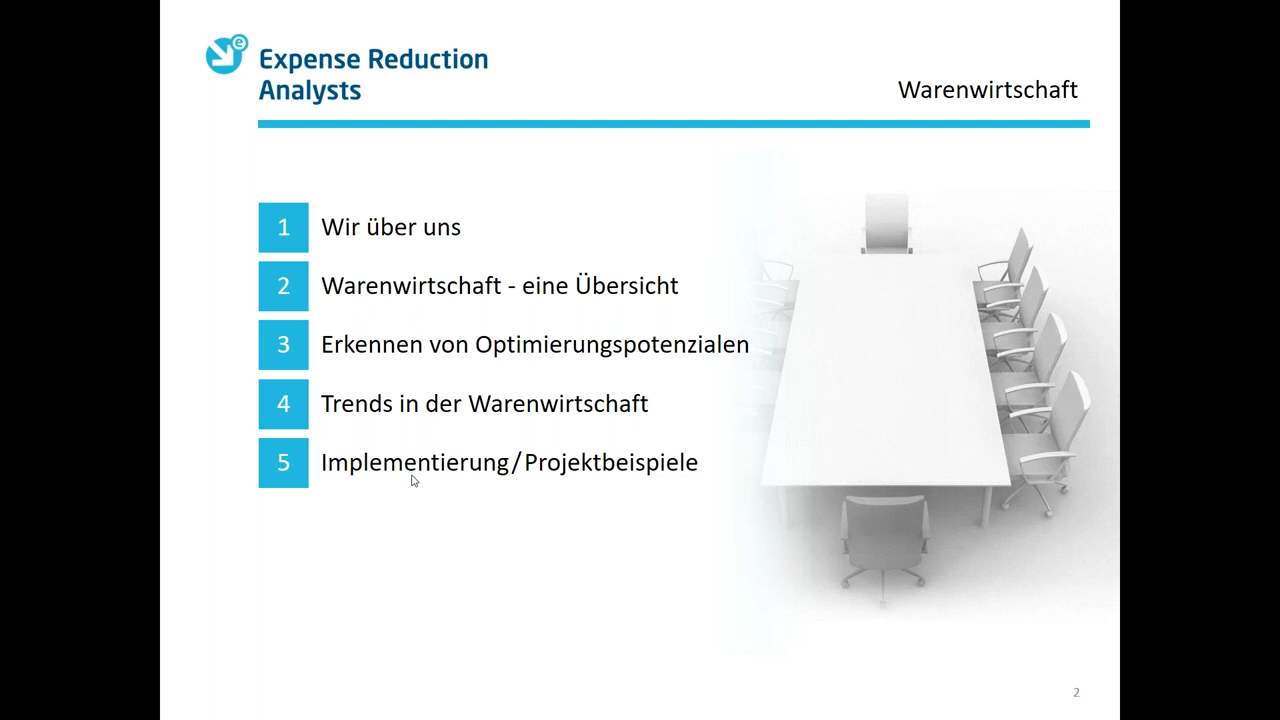 e
Expense Reduction
Analysts
Warenwirtschaft
1 Wir über uns
2 Warenwirtschaft - eine Übersicht
3 Erkennen von Optimierungspotenzialen
4 Trends in der Warenwirtschaft
5 Implementierung/Projektbeispiele
2